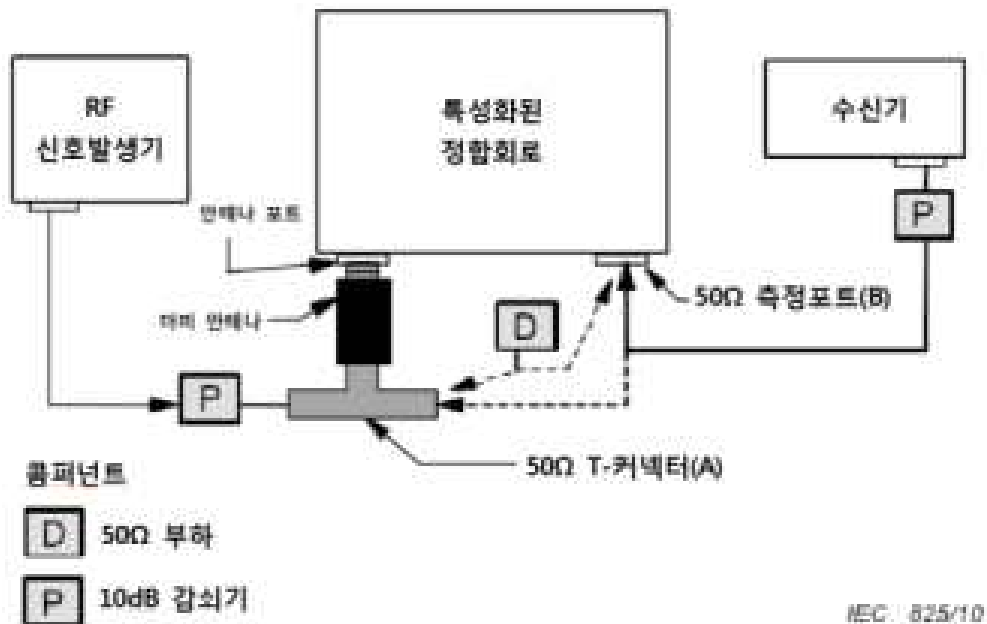 RF
신호발생기
특성화된
정합회로
수신기
P
안테나 포트
50Ω 측정포트(B)
더미 안테나
D
P
50Ω T-커넥터(A)
콤퍼넌트
D 50Ω 부하
P 10dB 감쇠기
IEC 825/10